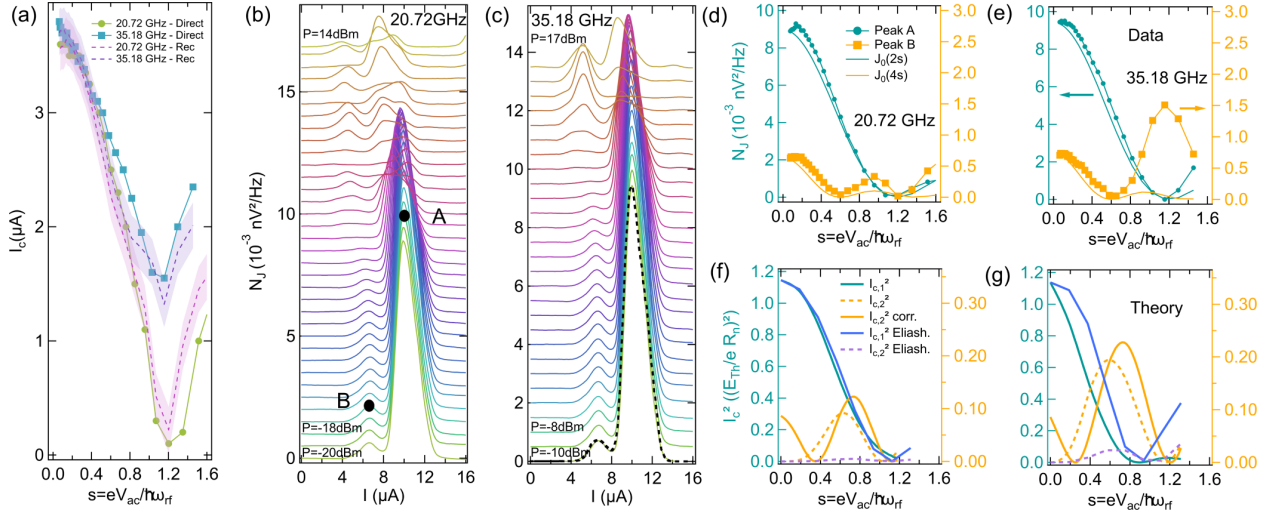 (a)
20.72 GHz - Direct
35.18 GHz - Direct
20.72 GHz - Rec
35.18 GHz - Rec
3
2
1
0
I_c(µA)
0.0 0.4 0.8 1.2 1.6
s=eV_ac/ħω_rf
(b)
20.72GHz
P=14dBm
A
B
P=-18dBm
P=-20dBm
15
10
5
0
N_J (10⁻³ nV²/Hz)
0 4 8 12 16
I (µA)
(c)
35.18 GHz
P=17dBm
P=-8dBm
P=-10dBm
14
12
10
8
6
4
2
0
0 4 8 12 16
I (µA)
(d)
Peak A
Peak B
J₀(2s)
J₀(4s)
20.72 GHz
10
8
6
4
2
0
N_J (10⁻³ nV²/Hz)
3.0
2.5
2.0
1.5
1.0
0.5
0.0
0.0 0.4 0.8 1.2 1.6
s=eV_ac/ħω_rf
(e)
Data
35.18 GHz
10
8
6
4
2
0
3.0
2.5
2.0
1.5
1.0
0.5
0.0
0.0 0.4 0.8 1.2 1.6
s=eV_ac/ħω_rf
(f)
I_c,1²
I_c,2²
I_c,2² corr.
I_c,1² Eliash.
I_c,2² Eliash.
1.2
1.0
0.8
0.6
0.4
0.2
0.0
I_c² ((E_Th/e R_n)²)
0.30
0.20
0.10
0.00
0.0 0.4 0.8 1.2 1.6
s=eV_ac/ħω_rf
(g)
Theory
1.2
1.0
0.8
0.6
0.4
0.2
0.0
0.30
0.20
0.10
0.00
0.0 0.4 0.8 1.2 1.6
s=eV_ac/ħω_rf